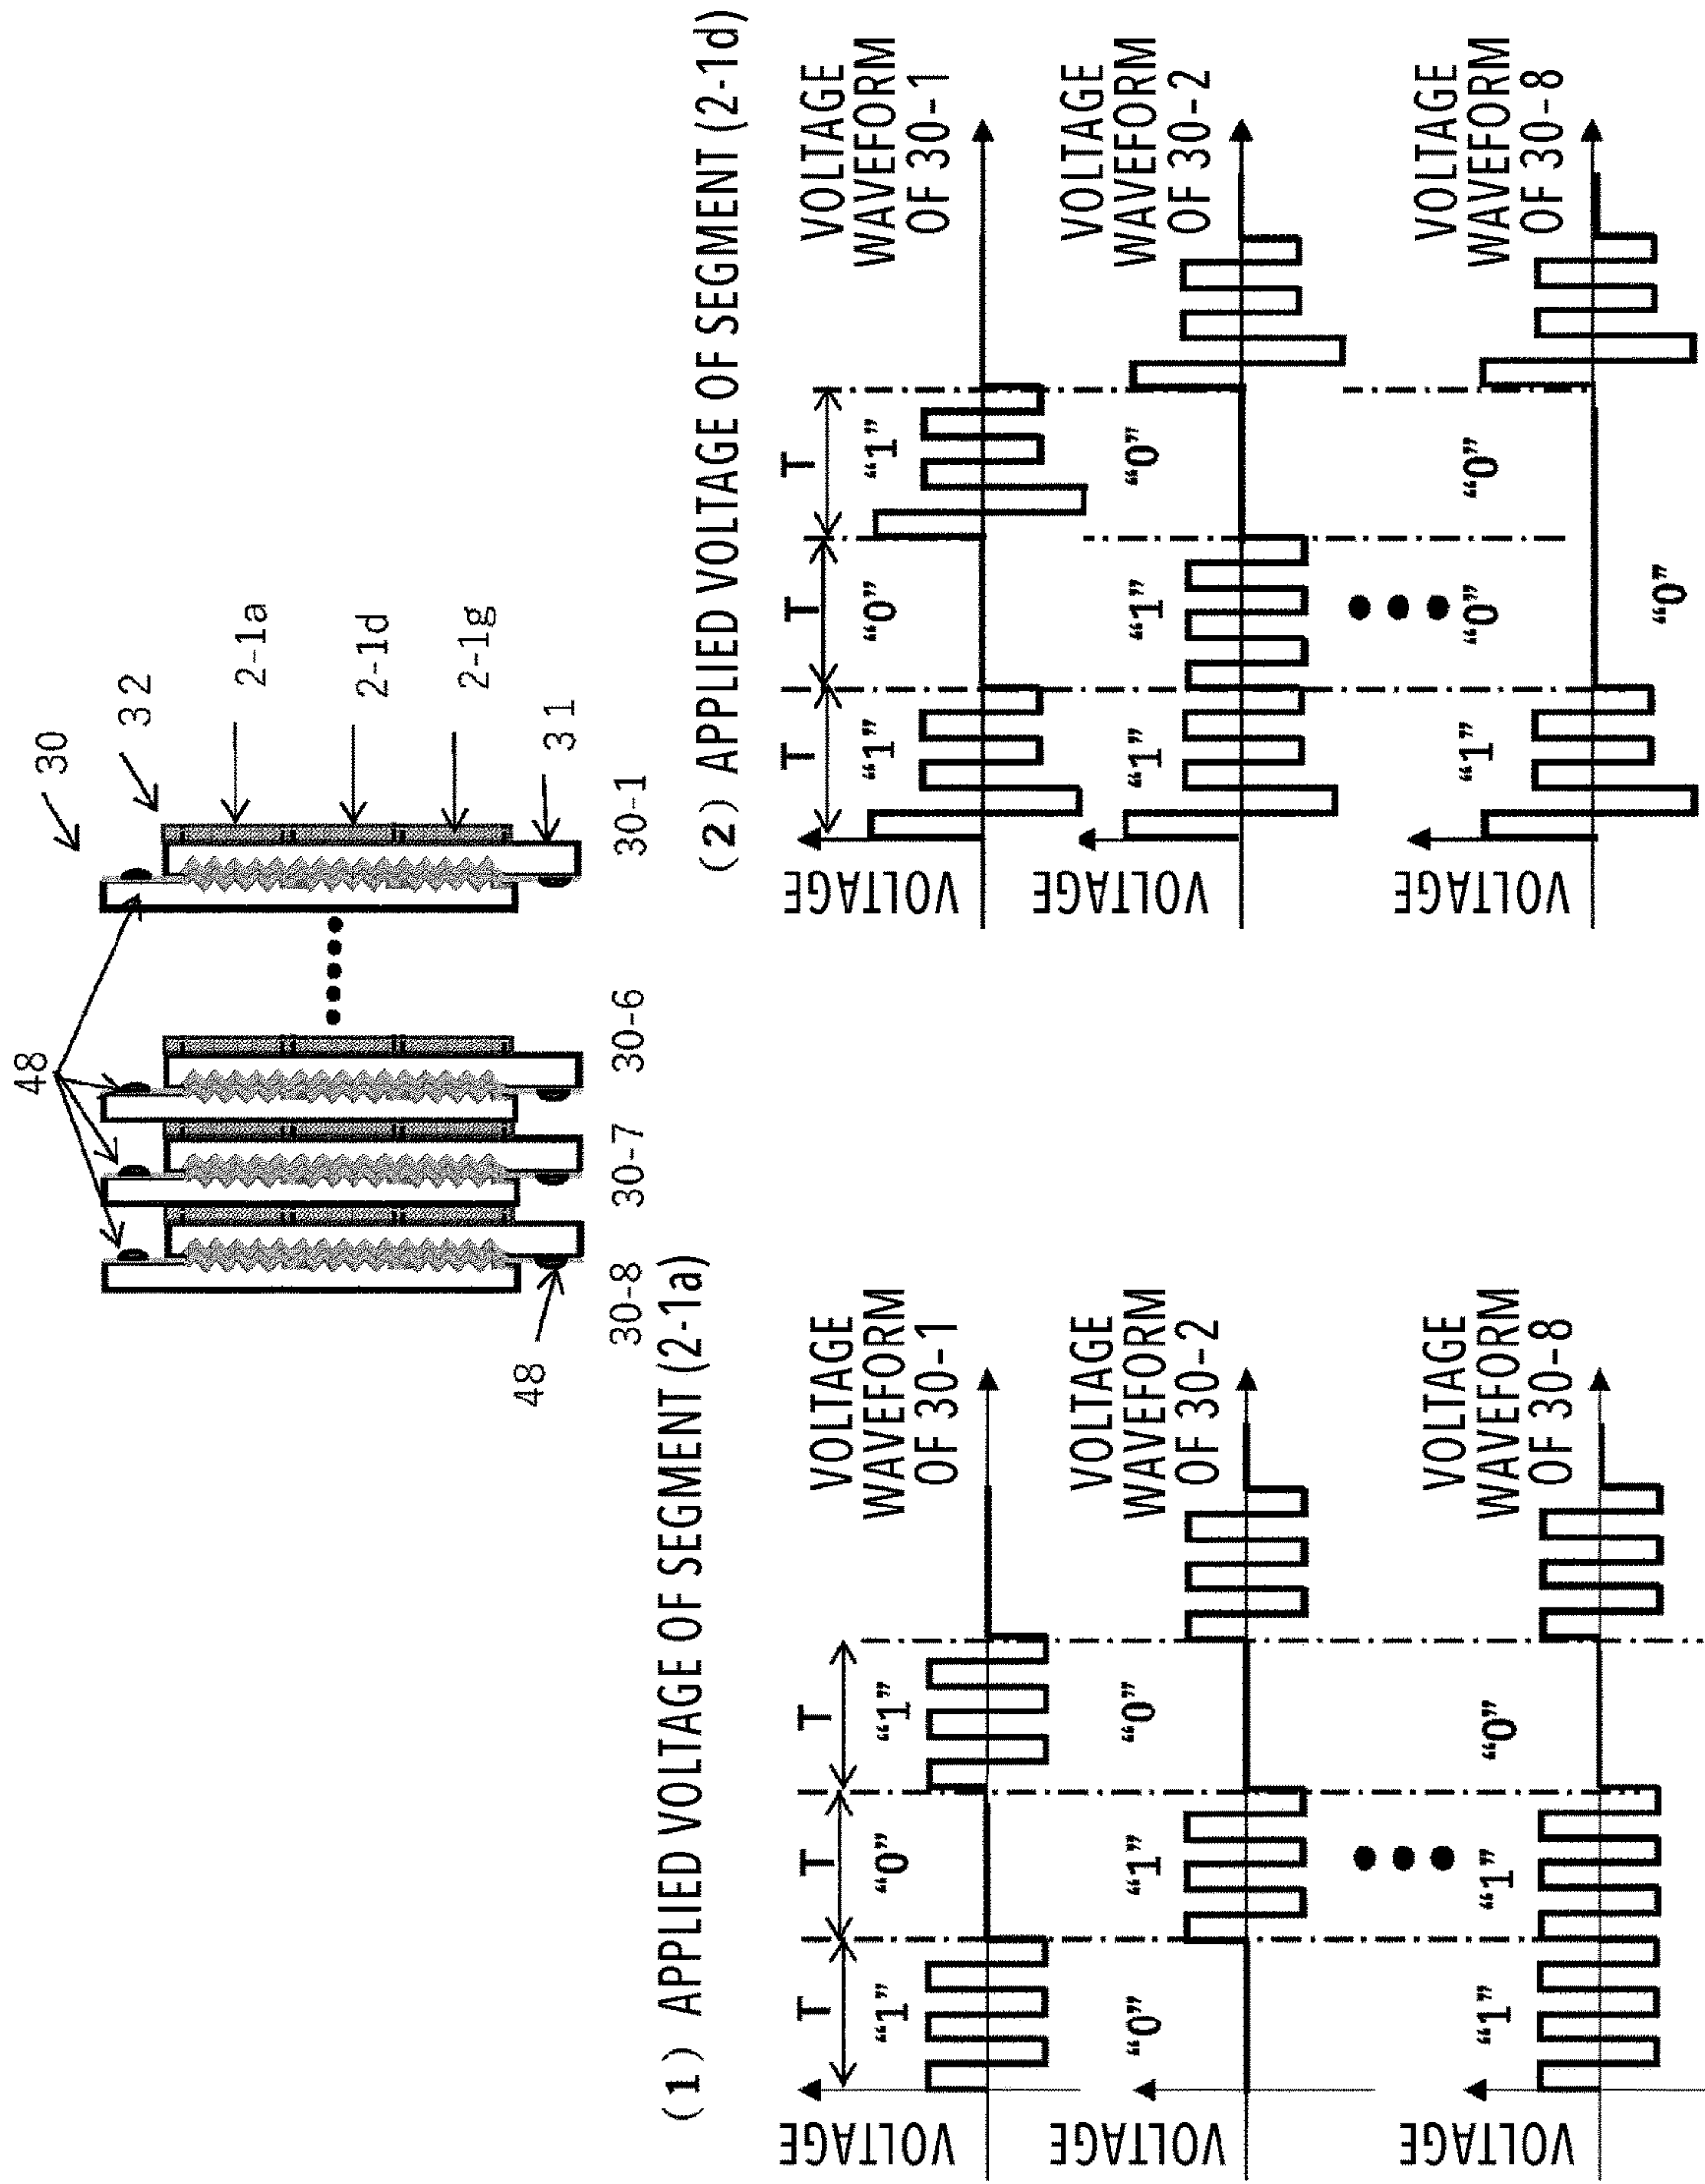 30
32
48
2-1a
2-1d
2-1g
31
48
30-8
30-7
30-6
30-1
(1) APPLIED VOLTAGE OF SEGMENT (2-1a)
VOLTAGE
T
T
T
“1”
“0”
“1”
VOLTAGE
WAVEFORM
OF 30-1
VOLTAGE
“0”
“1”
“0”
VOLTAGE
WAVEFORM
OF 30-2
VOLTAGE
“1”
“1”
“0”
VOLTAGE
WAVEFORM
OF 30-8
(2) APPLIED VOLTAGE OF SEGMENT (2-1d)
VOLTAGE
T
T
T
“1”
“0”
“1”
VOLTAGE
WAVEFORM
OF 30-1
VOLTAGE
“1”
“1”
“0”
VOLTAGE
WAVEFORM
OF 30-2
VOLTAGE
“1”
“0”
“0”
“0”
VOLTAGE
WAVEFORM
OF 30-8